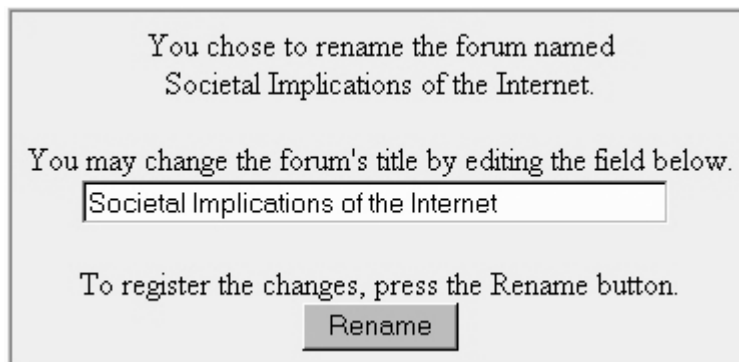 You chose to rename the forum named
Societal Implications of the Internet.
You may change the forum's title by editing the field below.
Societal Implications of the Internet
To register the changes, press the Rename button.
Rename